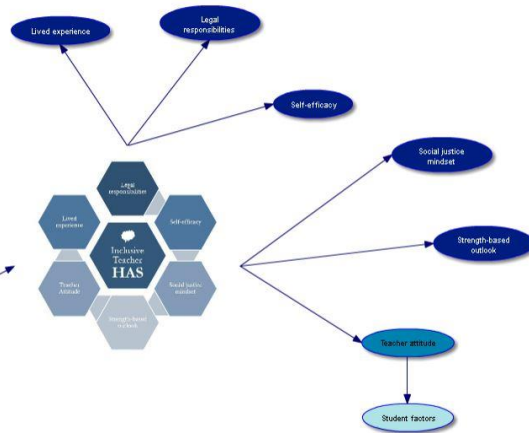 Lived experience
Legal
responsibilities
Self-efficacy
Social justice
mindset
Strength-based
outlook
Teacher attitude
Student factors
Legal
responsibilities
Lived
experience
Self-efficacy
Inclusive
Teacher
HAS
Teacher
Attitude
Social justice
mindset
Strength-based
outlook